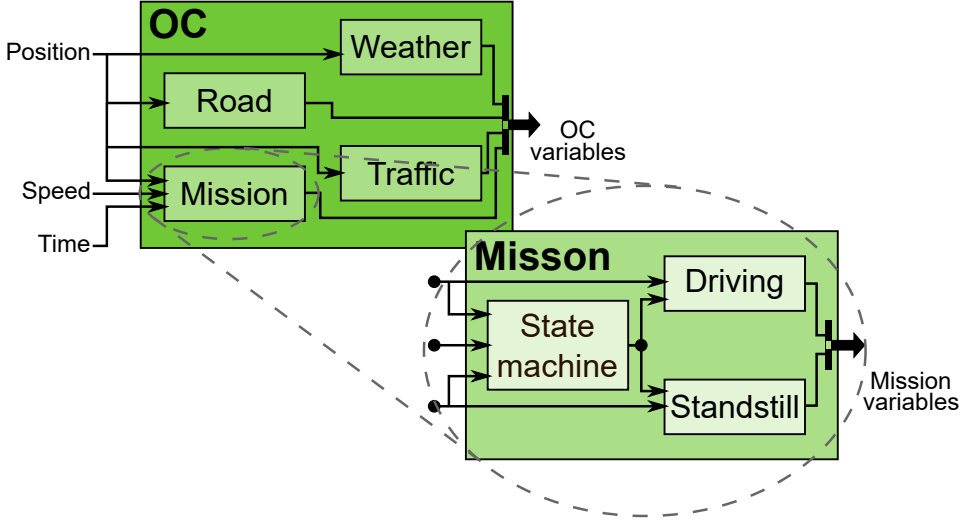 OC
Position
Weather
Road
OC
variables
Traffic
Speed
Mission
Time
Misson
Driving
State
machine
Standstill
Mission
variables